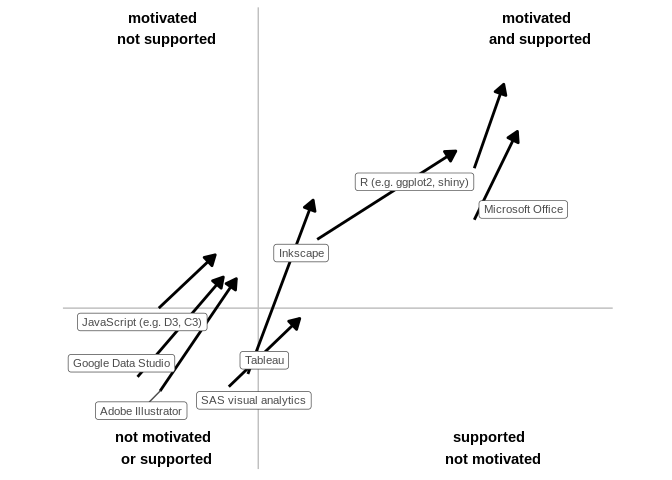 motivated
not supported
motivated
and supported
R (e.g. ggplot2, shiny)
Microsoft Office
Inkscape
JavaScript (e.g. D3, C3)
Google Data Studio
Tableau
SAS visual analytics
Adobe Illustrator
not motivated
or supported
supported
not motivated